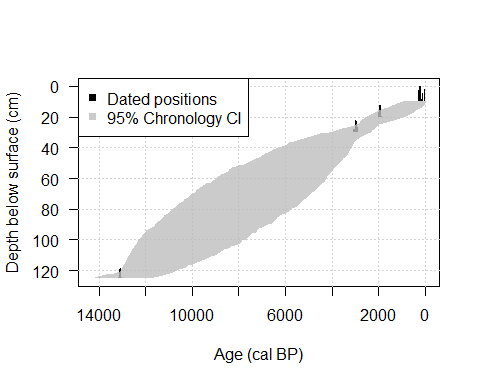 Dated positions
95% Chronology CI
Depth below surface (cm)
0
20
40
60
80
100
120
14000 10000 6000 2000 0
Age (cal BP)